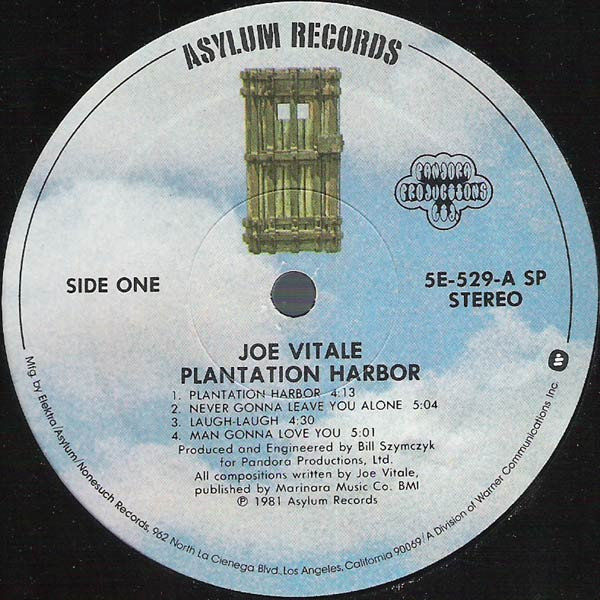 ASYLUM RECORDS
PANDORA
PRODUCTIONS
LTD.
SIDE ONE
5E-529-A SP
STEREO
JOE VITALE
PLANTATION HARBOR
1. PLANTATION HARBOR 4:13
2. NEVER GONNA LEAVE YOU ALONE 5:04
3. LAUGH-LAUGH 4:30
4. MAN GONNA LOVE YOU 5:01
Produced and Engineered by Bill Szymczyk
for Pandora Productions, Ltd.
All compositions written by Joe Vitale,
published by Marinara Music Co. BMI
℗ 1981 Asylum Records
Mfg. by Elektra/Asylum/Nonesuch Records, 962 North La Cienega Blvd., Los Angeles, California 90069/A Division of Warner Communications Inc.